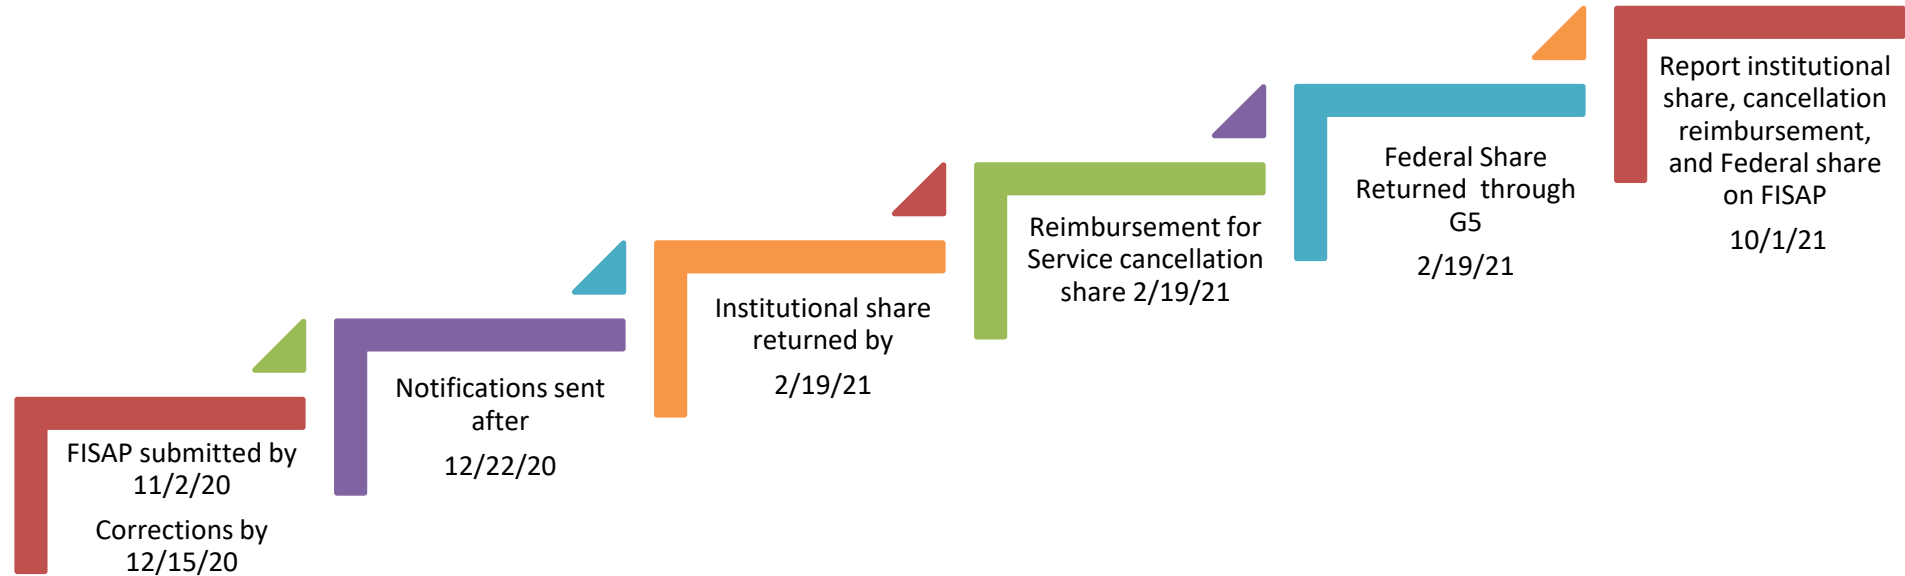 FISAP submitted by
11/2/20
Corrections by
12/15/20
Notifications sent
after
12/22/20
Institutional share
returned by
2/19/21
Reimbursement for
Service cancellation
share 2/19/21
Federal Share
Returned  through
G5
2/19/21
Report institutional
share, cancellation
reimbursement,
and Federal share
on FISAP
10/1/21